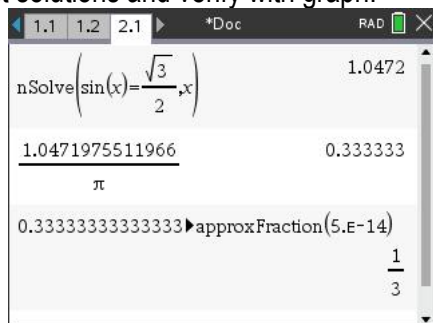 t solutions and verify with graph.
1.1 1.2 2.1 *Doc RAD
nSolve(sin(x)=√3/2,x) 1.0472
1.0471975511966/π 0.333333
0.33333333333333▶approxFraction(5.E-14)
1/3